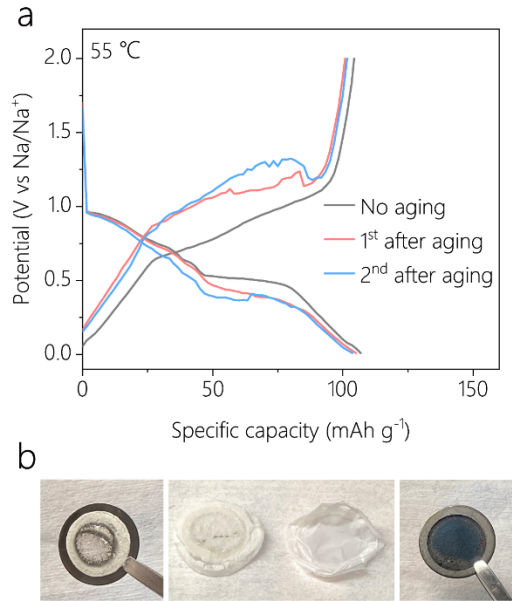 a
55 ℃
2.0
1.5
1.0
0.5
0.0
Potential (V vs Na/Na⁺)
No aging
1ˢᵗ after aging
2ⁿᵈ after aging
0 50 100 150
Specific capacity (mAh g⁻¹)
b